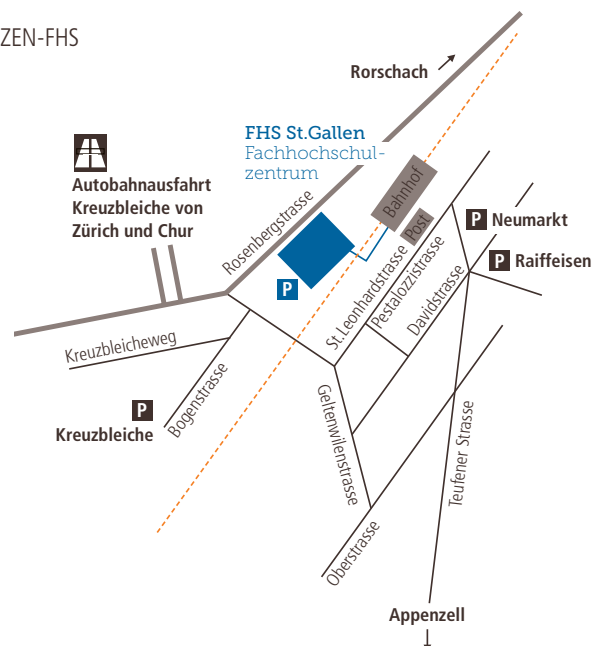 ZEN-FHS
Rorschach
FHS St.Gallen
Fachhochschul-
zentrum
Autobahnausfahrt
Kreuzbleiche von
Zürich und Chur
Bahnhof
Post
Rosenbergstrasse
P Neumarkt
P Raiffeisen
P
St.Leonhardstrasse
Pestalozzistrasse
Davidstrasse
Kreuzbleicheweg
Bogenstrasse
P
Kreuzbleiche
Geltenwilenstrasse
Teufener Strasse
Oberstrasse
Appenzell